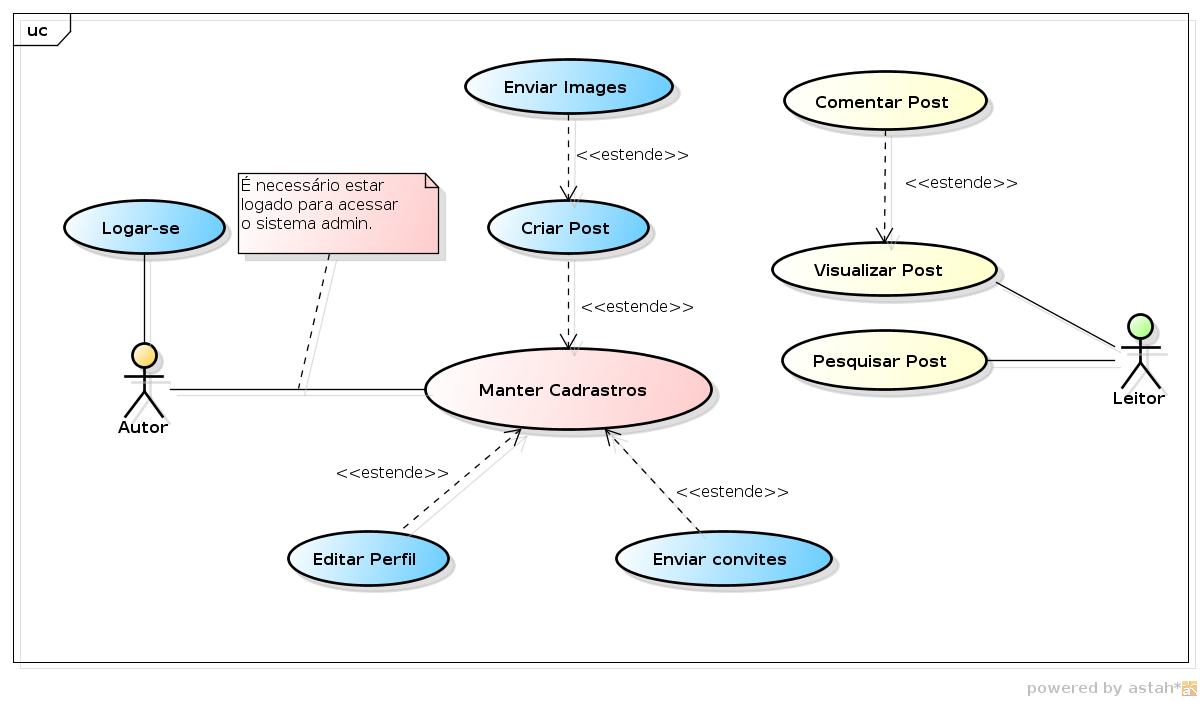 uc
Enviar Images
Comentar Post
<<estende>>
<<estende>>
É necessário estar
logado para acessar
o sistema admin.
Logar-se
Criar Post
Visualizar Post
<<estende>>
Pesquisar Post
Manter Cadrastros
Leitor
Autor
<<estende>>
<<estende>>
Editar Perfil
Enviar convites
powered by astah*